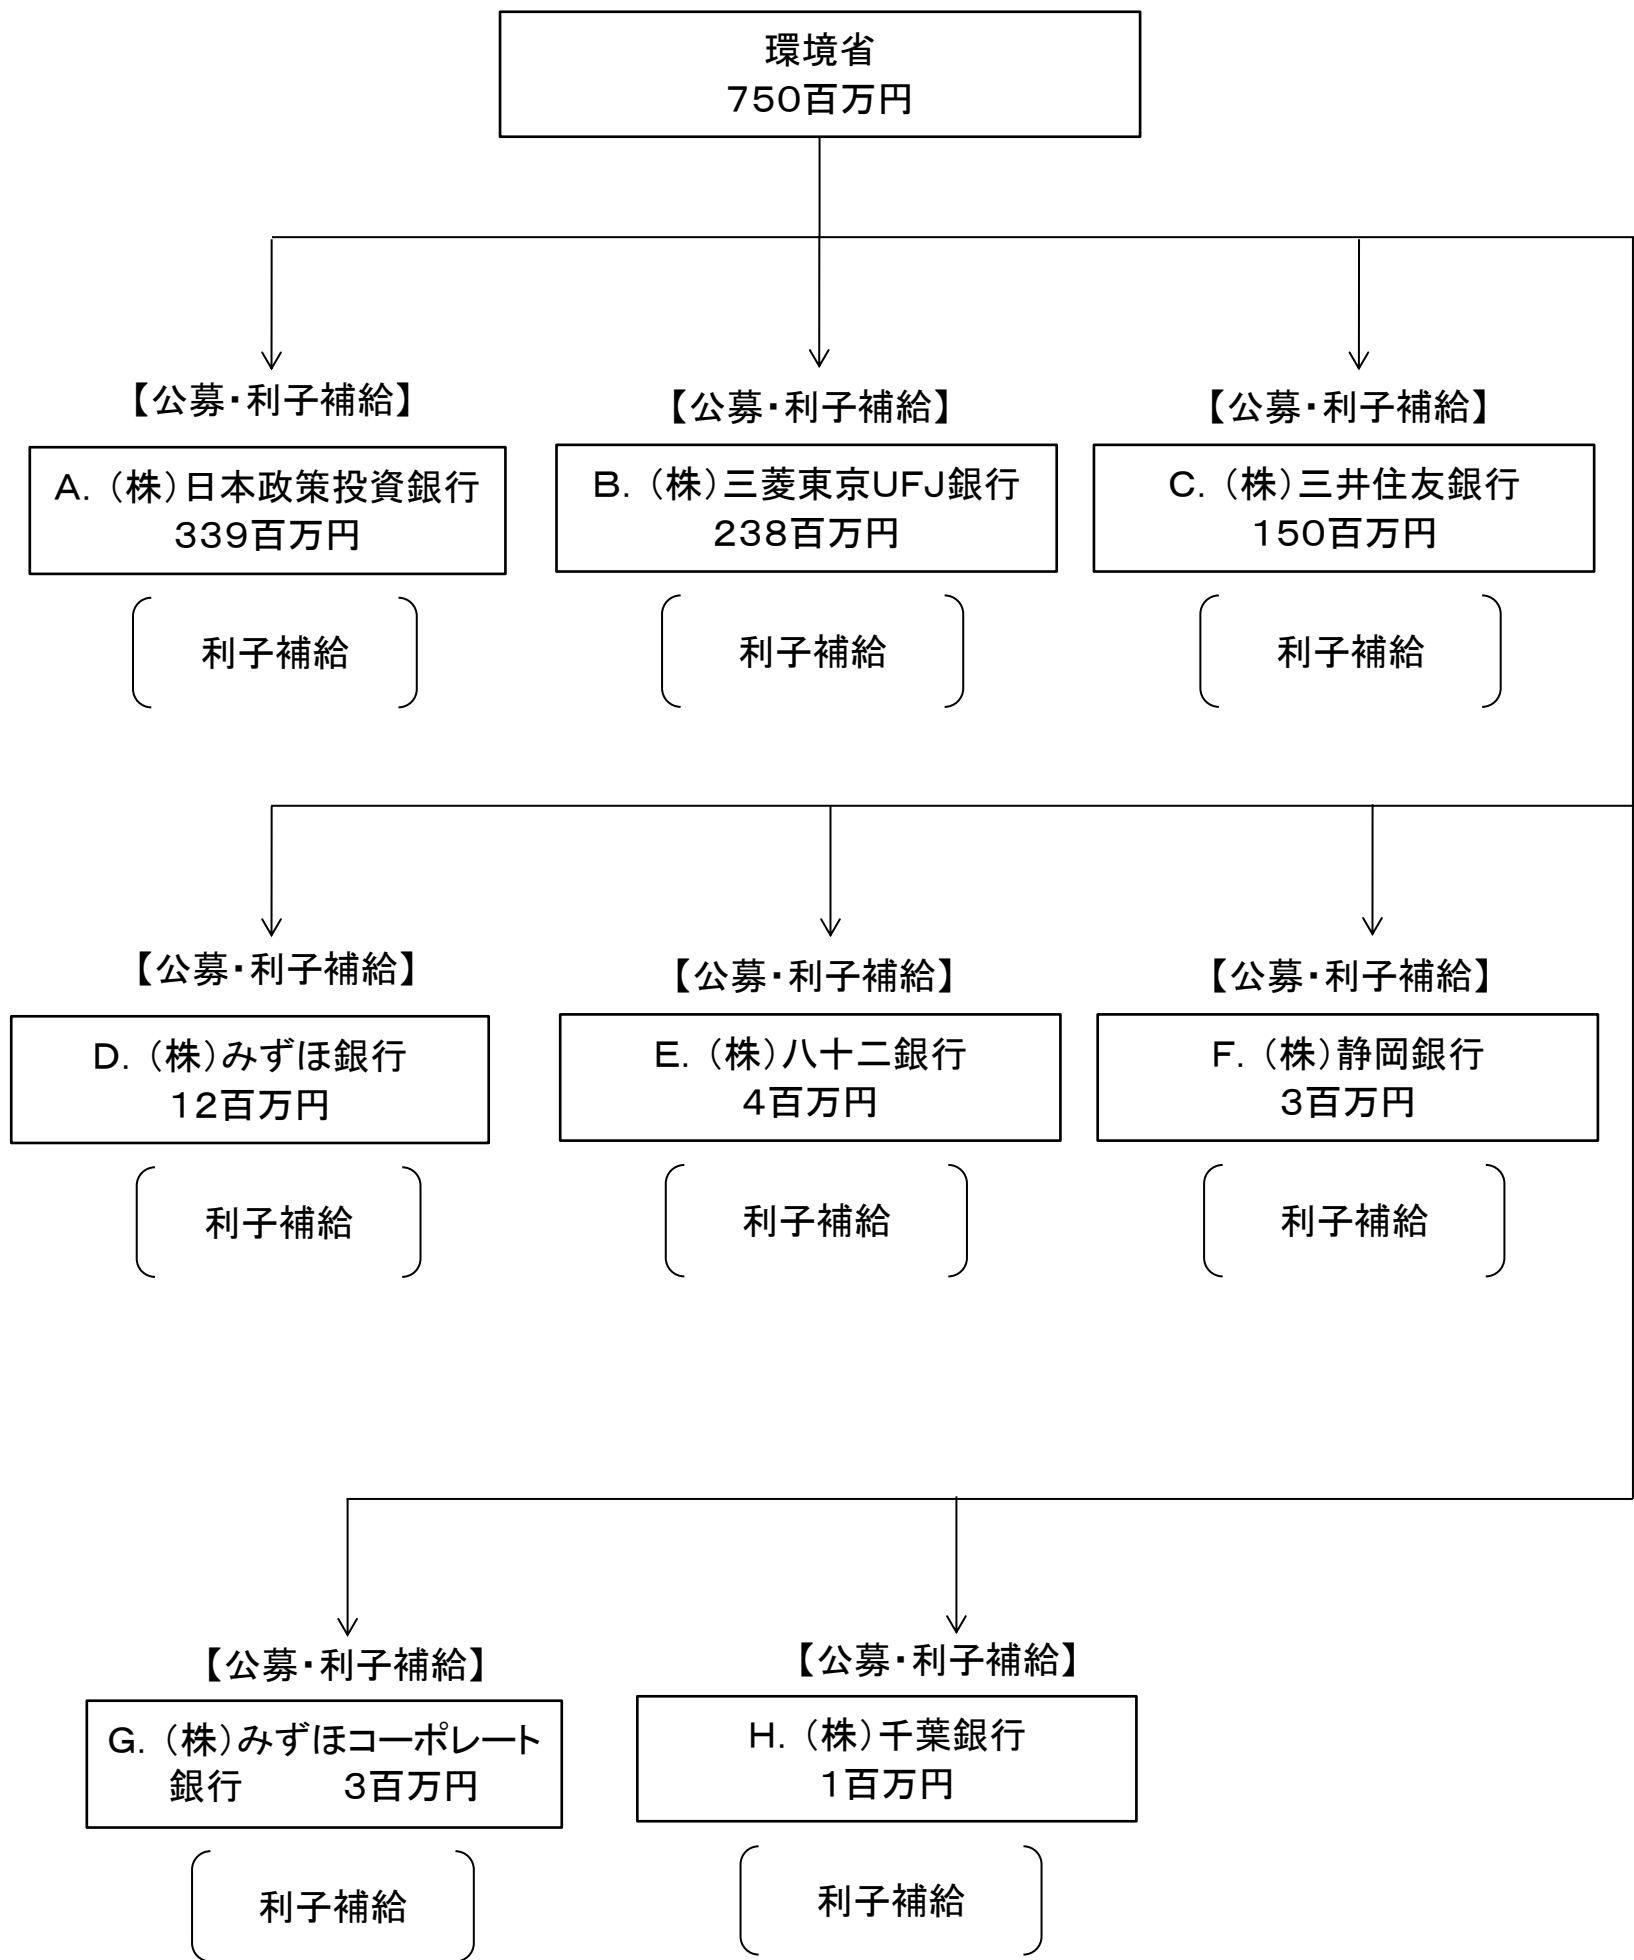 環境省
750百万円
【公募・利子補給】
【公募・利子補給】
【公募・利子補給】
A.（株）日本政策投資銀行
339百万円
B.（株）三菱東京UFJ銀行
238百万円
C.（株）三井住友銀行
150百万円
利子補給
利子補給
利子補給
【公募・利子補給】
【公募・利子補給】
【公募・利子補給】
D.（株）みずほ銀行
12百万円
E.（株）八十二銀行
4百万円
F.（株）静岡銀行
3百万円
利子補給
利子補給
利子補給
【公募・利子補給】
【公募・利子補給】
G.（株）みずほコーポレート
銀行　　　3百万円
H.（株）千葉銀行
1百万円
利子補給
利子補給